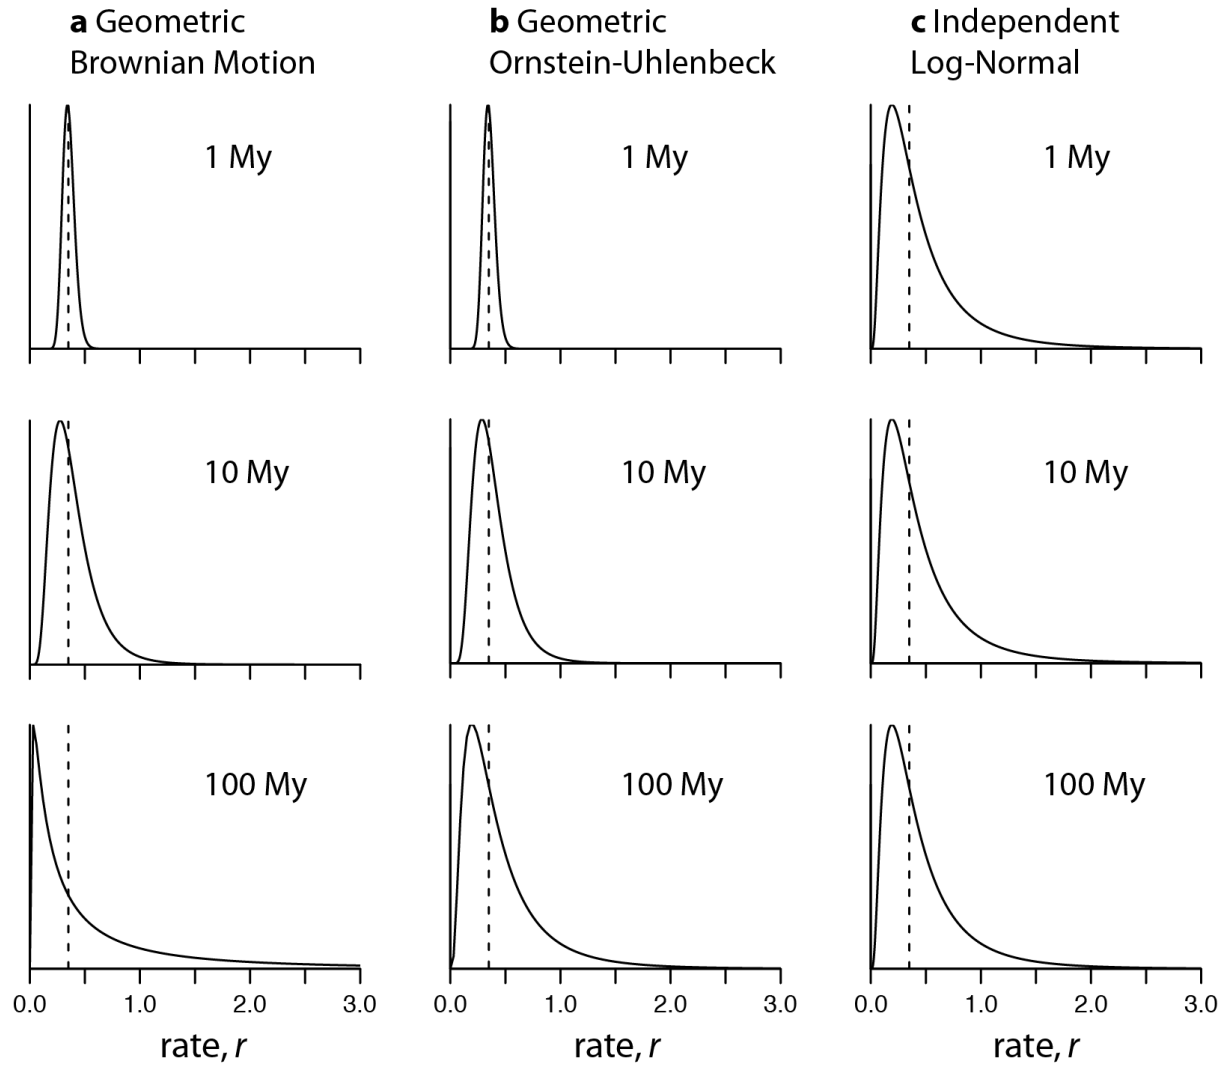 a Geometric
Brownian Motion
b Geometric
Ornstein-Uhlenbeck
c Independent
Log-Normal
1 My
1 My
1 My
10 My
10 My
10 My
100 My
100 My
100 My
0.0 1.0 2.0 3.0
0.0 1.0 2.0 3.0
0.0 1.0 2.0 3.0
rate, r
rate, r
rate, r